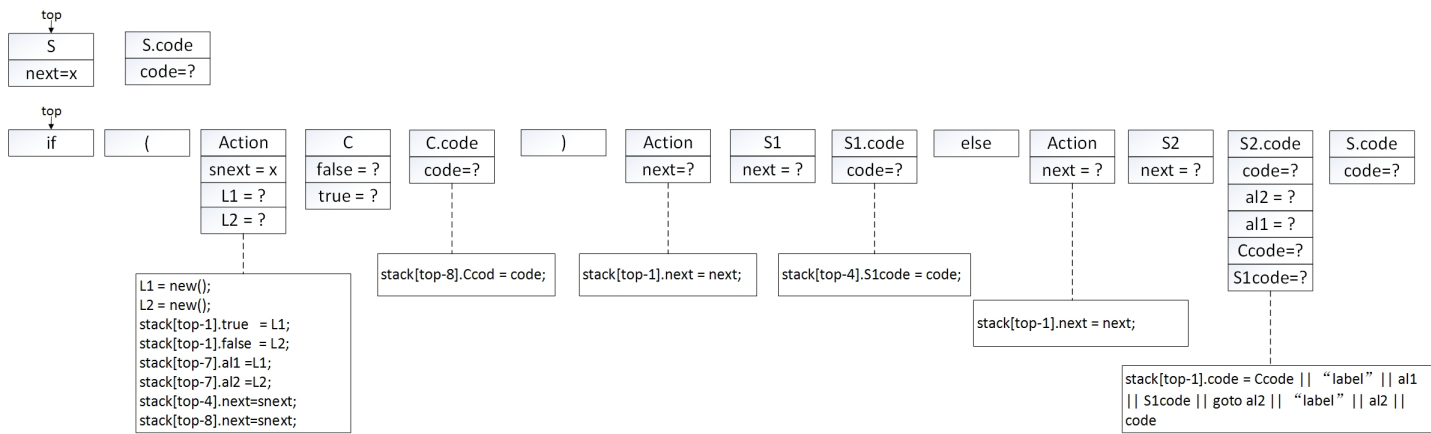 top
S
next=x
S.code
code=?
top
if
(
Action
snext = x
L1 = ?
L2 = ?
C
false = ?
true = ?
C.code
code=?
)
Action
next=?
S1
next = ?
S1.code
code=?
else
Action
next = ?
S2
next = ?
S2.code
code=?
al2 = ?
al1 = ?
Ccode=?
S1code=?
S.code
code=?
L1 = new();
L2 = new();
stack[top-1].true = L1;
stack[top-1].false = L2;
stack[top-7].al1 =L1;
stack[top-7].al2 =L2;
stack[top-4].next=snext;
stack[top-8].next=snext;
stack[top-8].Ccod = code;
stack[top-1].next = next;
stack[top-4].S1code = code;
stack[top-1].next = next;
stack[top-1].code = Ccode || “label” || al1
|| S1code || goto al2 || “label” || al2 ||
code